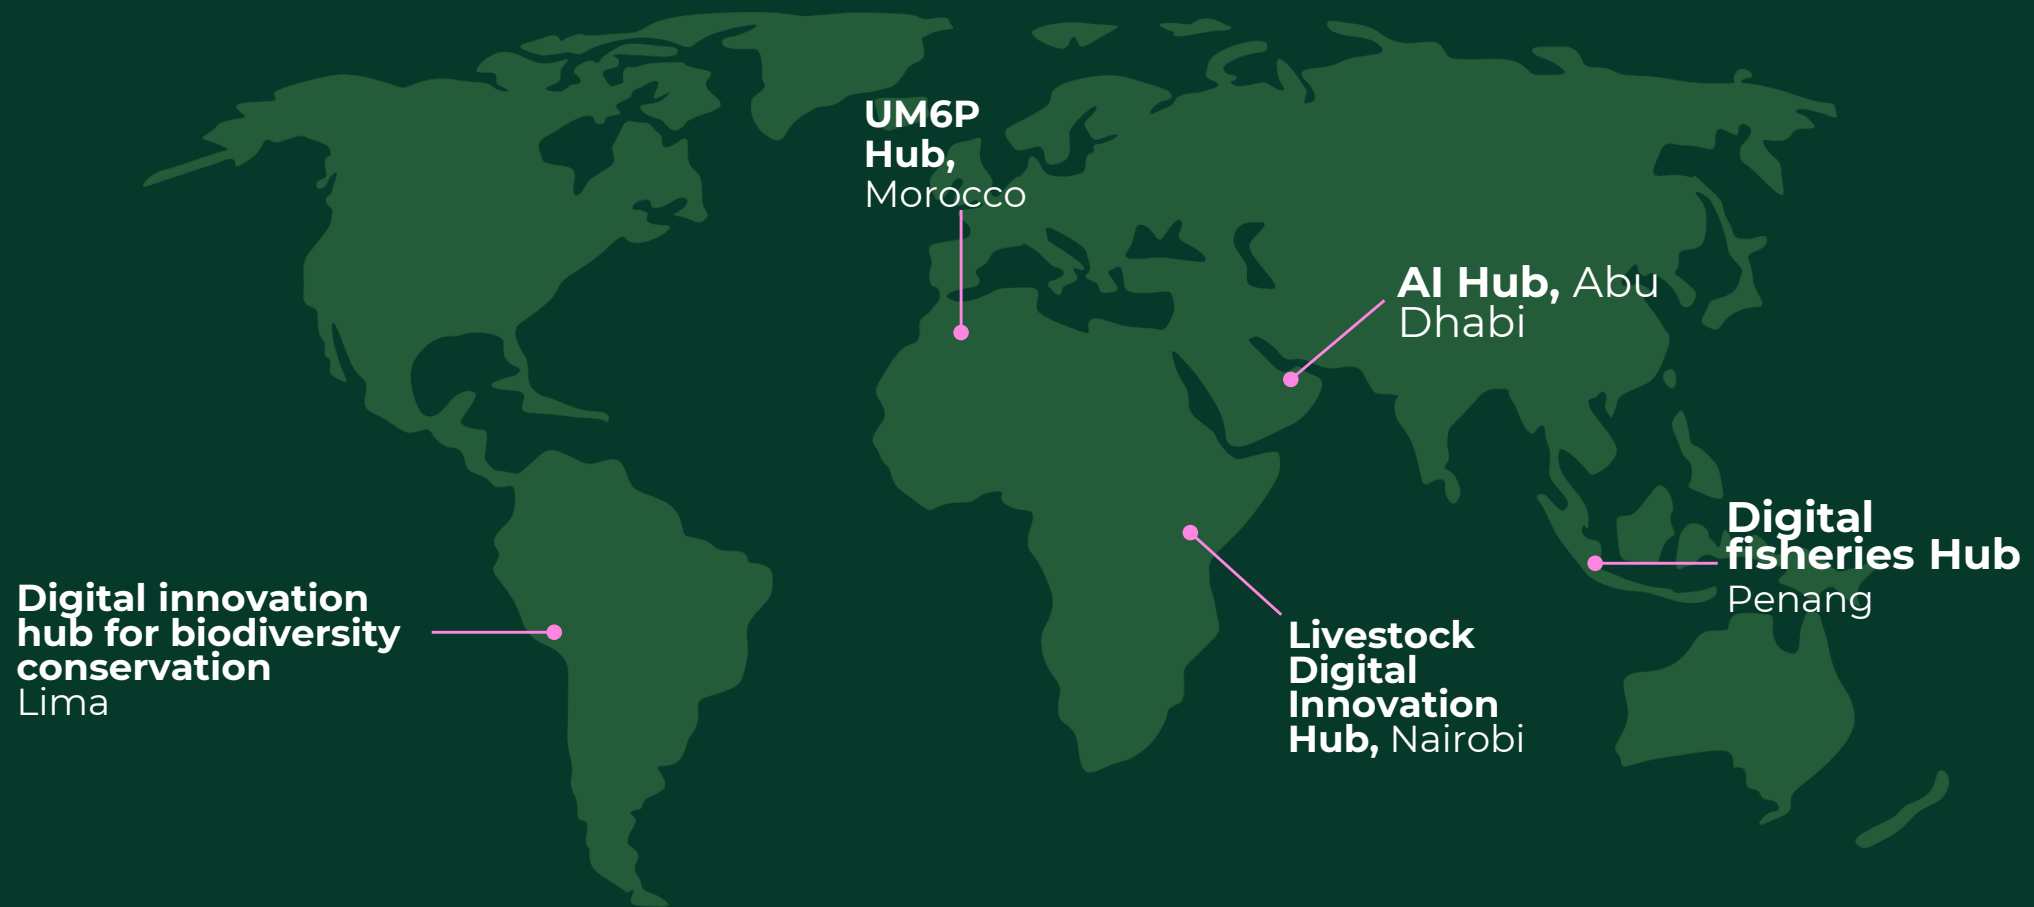 UM6P
Hub,
Morocco
AI Hub, Abu
Dhabi
Digital
fisheries Hub
Penang
Digital innovation
hub for biodiversity
conservation
Lima
Livestock
Digital
Innovation
Hub, Nairobi